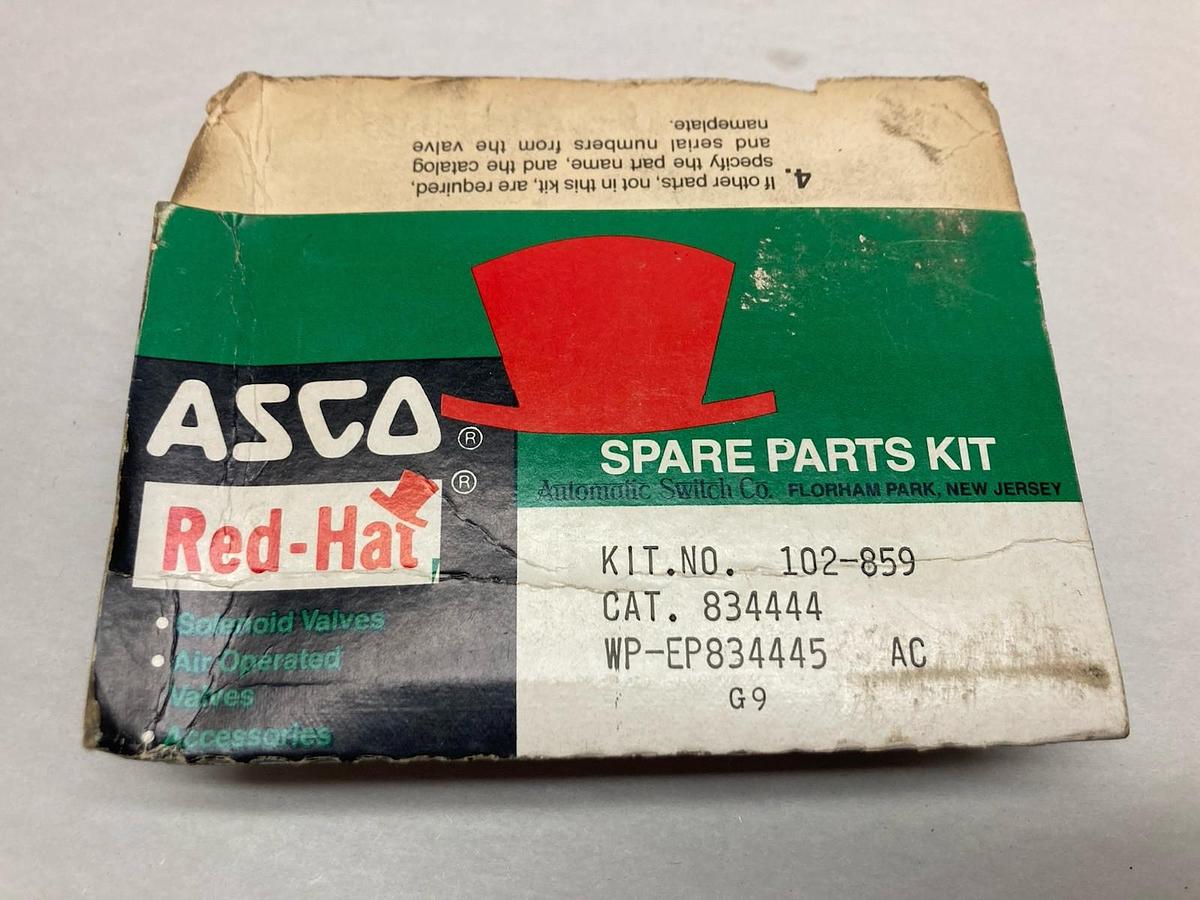 4. If other parts, not in this kit, are required,
specify the part name, and the catalog
and serial numbers from the valve
nameplate.
ASCO®
®
Red-Hat
SPARE PARTS KIT
Automatic Switch Co. FLORHAM PARK, NEW JERSEY
• Solenoid Valves
• Air Operated
Valves
• Accessories
KIT.NO. 102-859
CAT. 834444
WP-EP834445 AC
G9